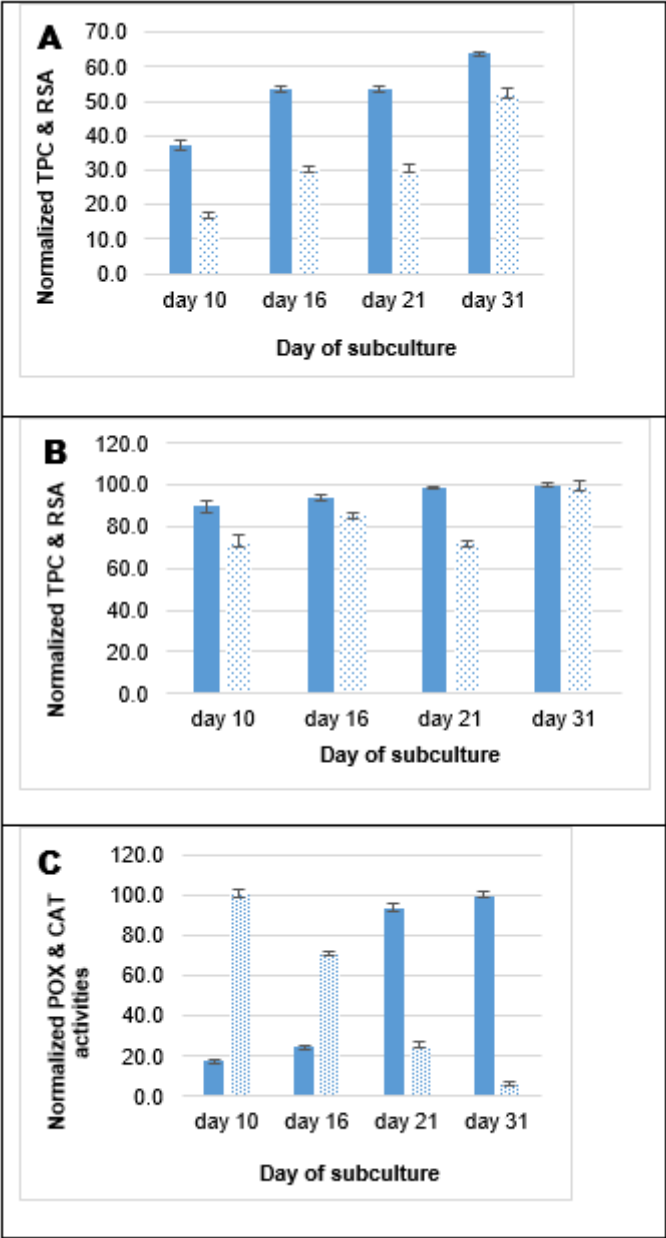 A
Normalized TPC & RSA
70.0
60.0
50.0
40.0
30.0
20.0
10.0
0.0
day 10 day 16 day 21 day 31
Day of subculture
B
Normalized TPC & RSA
120.0
100.0
80.0
60.0
40.0
20.0
0.0
day 10 day 16 day 21 day 31
Day of subculture
C
Normalized POX & CAT
activities
120.0
100.0
80.0
60.0
40.0
20.0
0.0
day 10 day 16 day 21 day 31
Day of subculture